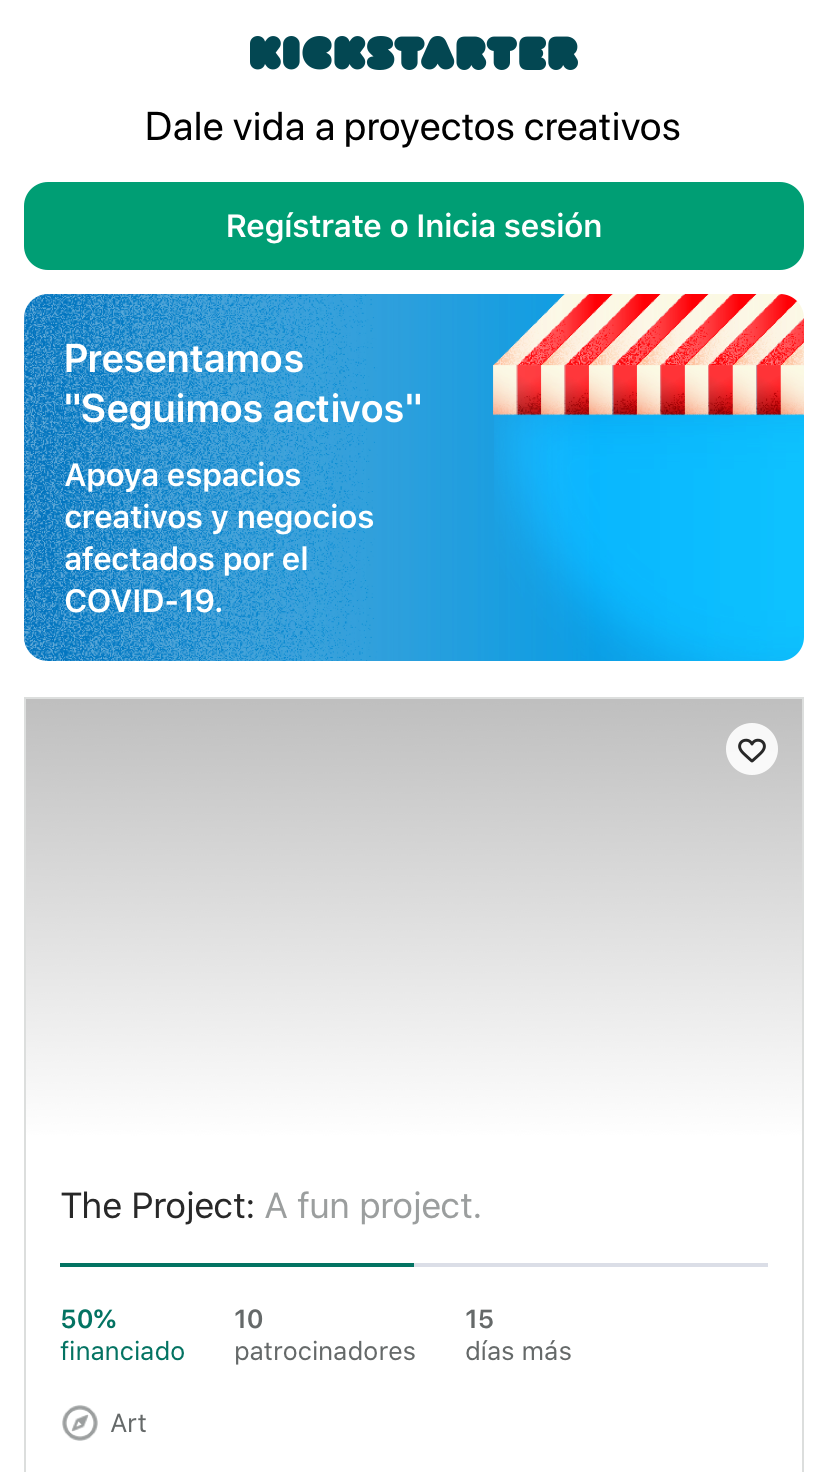 KICKSTARTER
Dale vida a proyectos creativos
Regístrate o Inicia sesión
Presentamos
"Seguimos activos"
Apoya espacios
creativos y negocios
afectados por el
COVID-19.
The Project: A fun project.
50% 10 15
financiado patrocinadores días más
Art